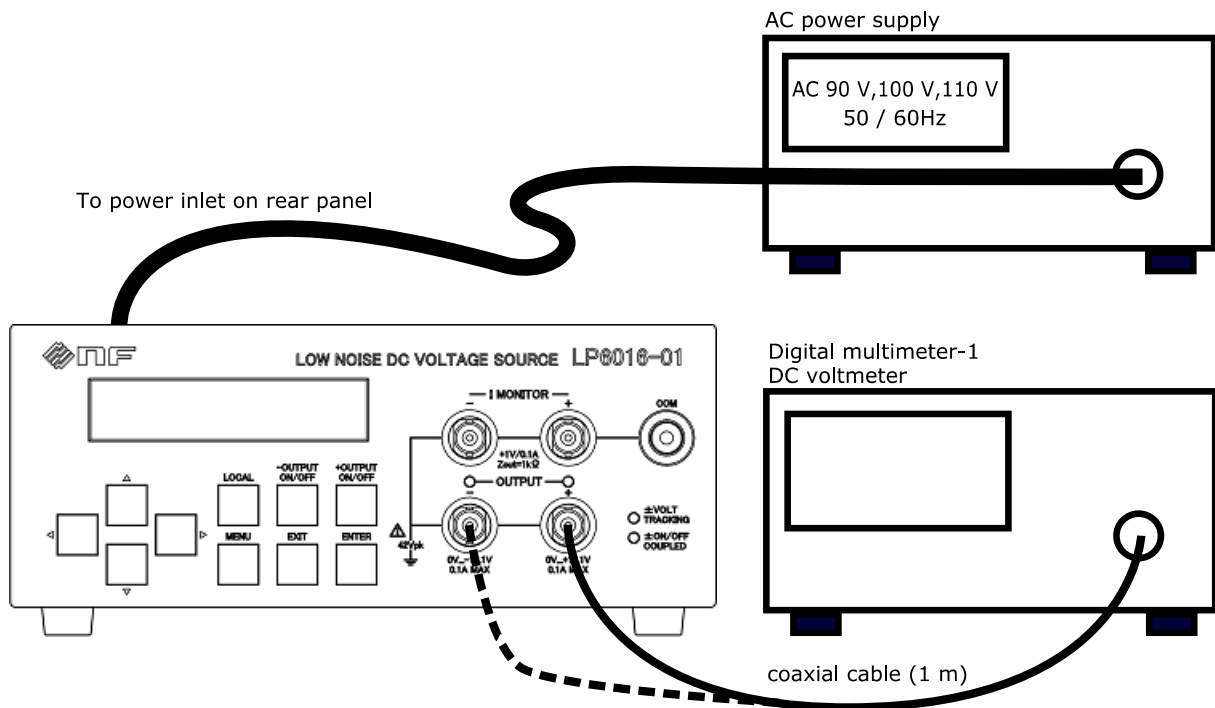 AC power supply
AC 90 V,100 V,110 V
50 / 60Hz
To power inlet on rear panel
NF
LOW NOISE DC VOLTAGE SOURCE LP6016-01
I MONITOR
- +
COM
+1V/0.1A
Zout=1kΩ
OUTPUT
- +
LOCAL
-OUTPUT
ON/OFF
+OUTPUT
ON/OFF
MENU
EXIT
ENTER
42Vpk
0.1A MAX
0.1A MAX
±VOLT
TRACKING
±ON/OFF
COUPLED
Digital multimeter-1
DC voltmeter
coaxial cable (1 m)